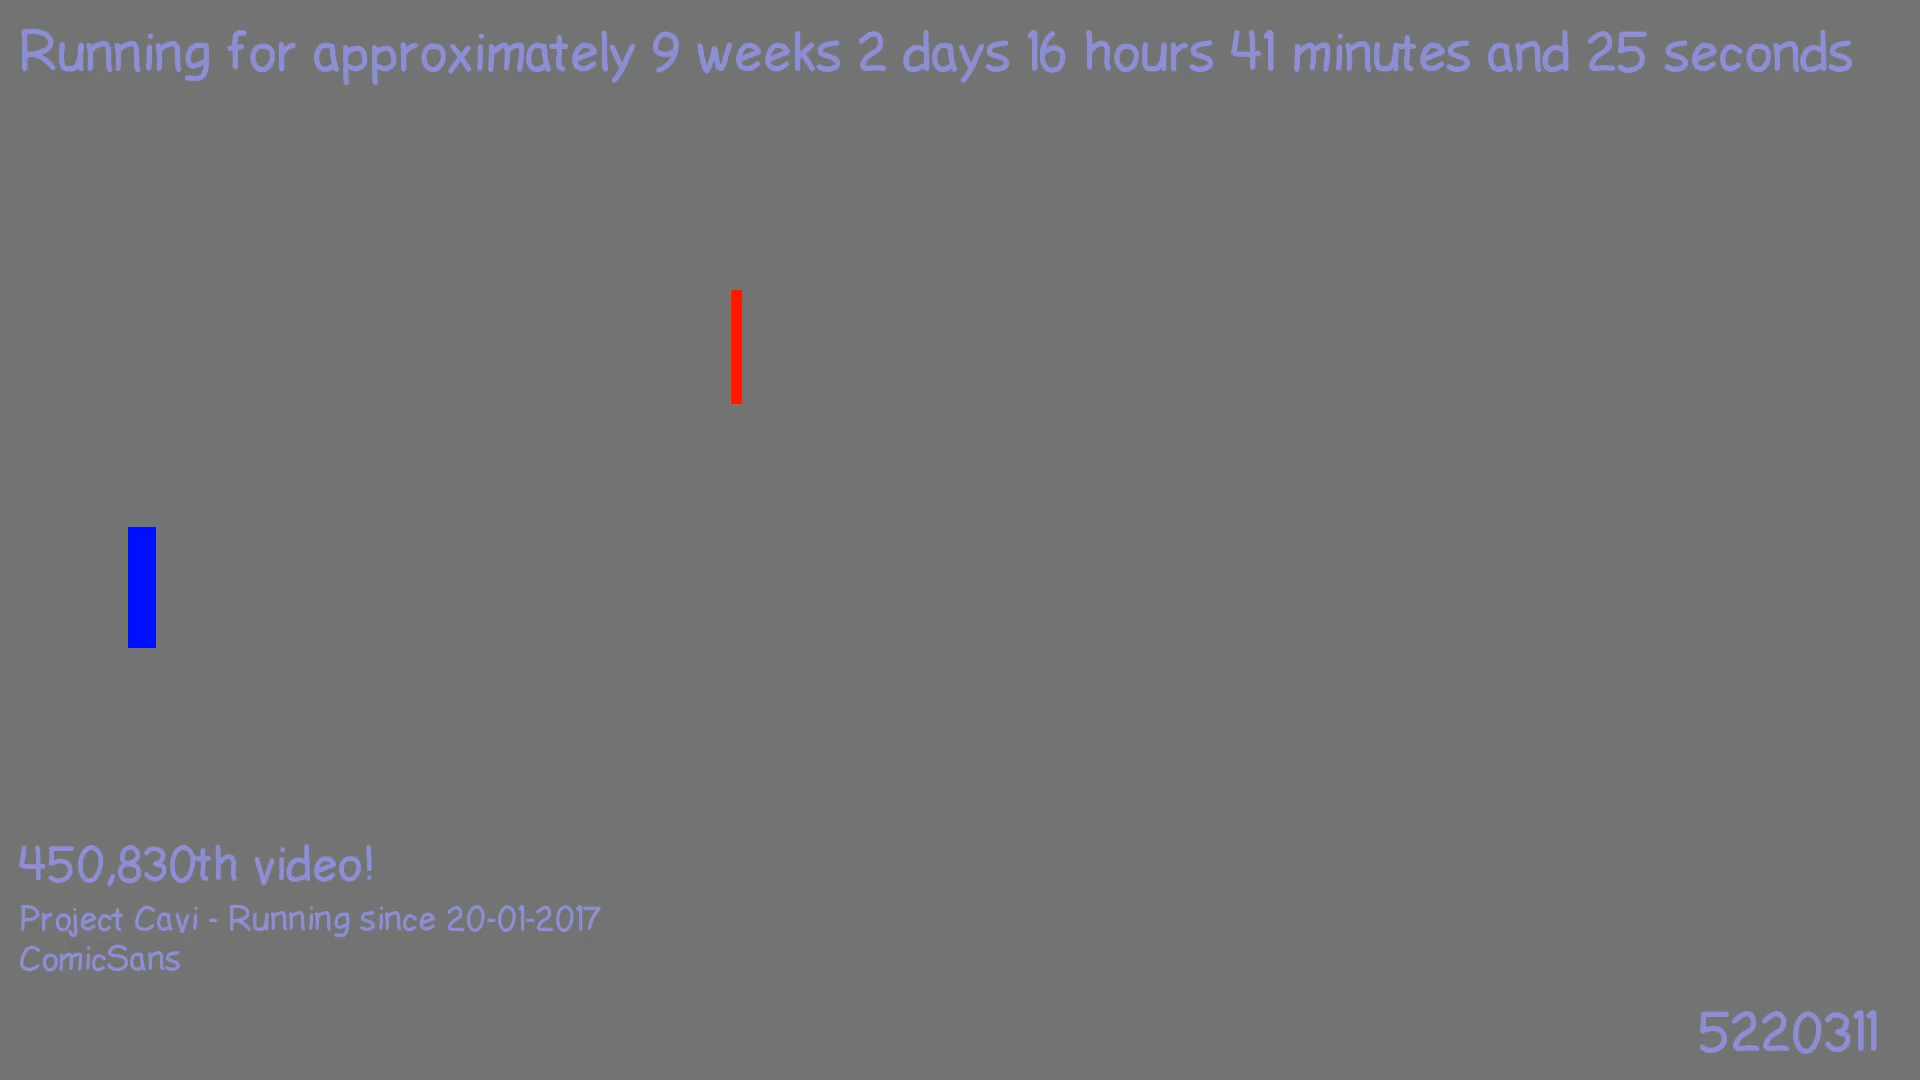 Running for approximately 9 weeks 2 days 16 hours 41 minutes and 25 seconds
450,830th video!
Project Cavi - Running since 20-01-2017
ComicSans
5220311